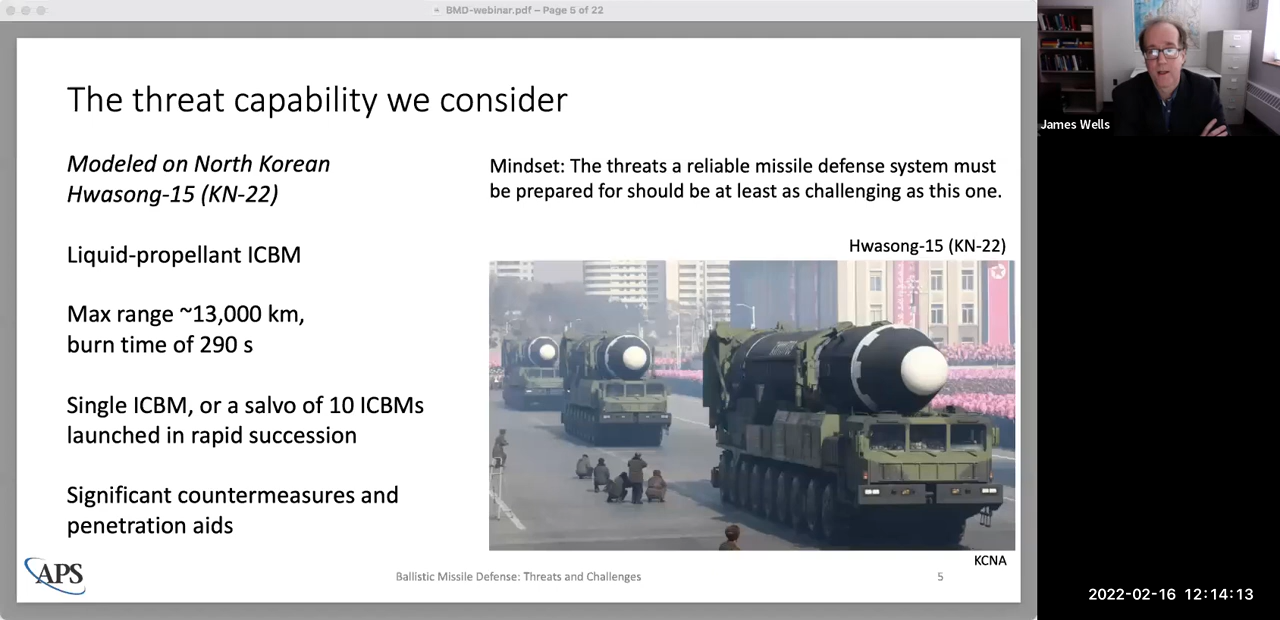 BMD-webinar.pdf – Page 5 of 22
The threat capability we consider
Modeled on North Korean
Hwasong-15 (KN-22)
Liquid-propellant ICBM
Max range ~13,000 km,
burn time of 290 s
Single ICBM, or a salvo of 10 ICBMs
launched in rapid succession
Significant countermeasures and
penetration aids
Mindset: The threats a reliable missile defense system must
be prepared for should be at least as challenging as this one.
Hwasong-15 (KN-22)
KCNA
APS
Ballistic Missile Defense: Threats and Challenges
5
James Wells
2022-02-16 12:14:13